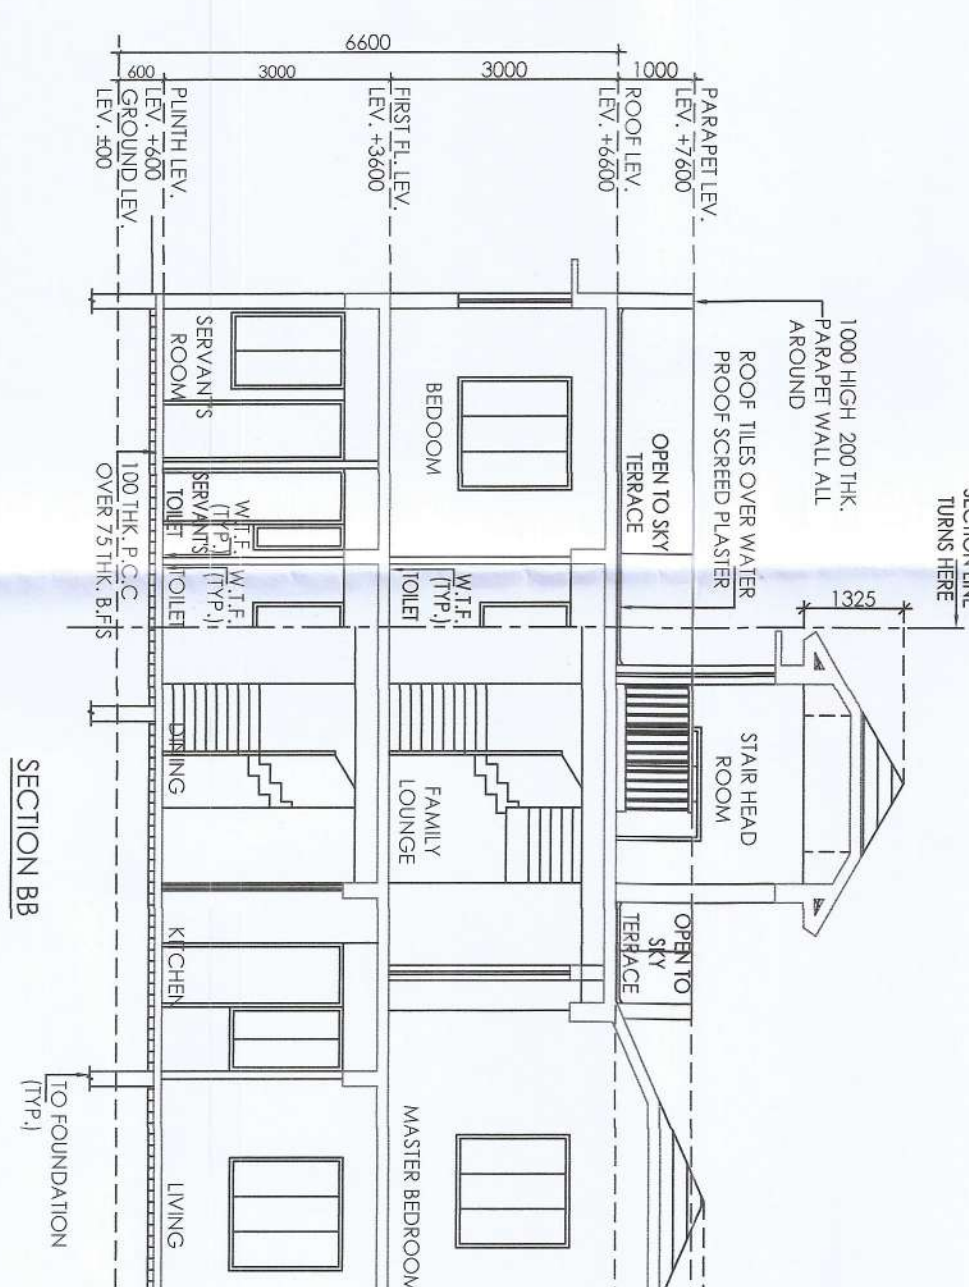 SECTION LINE
TURNS HERE
1325
1000 HIGH 200 THK.
PARAPET WALL ALL
AROUND
ROOF TILES OVER WATER
PROOF SCREED PLASTER
PARAPET LEV.
LEV. +7600
ROOF LEV.
LEV. +6600
FIRST FL. LEV.
LEV. +3600
PLINTH LEV.
LEV. +600
GROUND LEV.
LEV. ±00
1000
3000
3000
600
6600
OPEN TO SKY
TERRACE
STAIR HEAD
ROOM
OPEN TO
SKY
TERRACE
BEDOOM
W.T.F.
(TYP.)
TOILET
FAMILY
LOUNGE
MASTER BEDROOM
SERVANT'S
ROOM
W.T.F.
(TYP.)
SERVANT'S
TOILET
W.T.F.
(TYP.)
TOILET
DINING
KITCHEN
LIVING
100 THK. P.C.C
OVER 75 THK. B.F.S
TO FOUNDATION
(TYP.)
SECTION BB